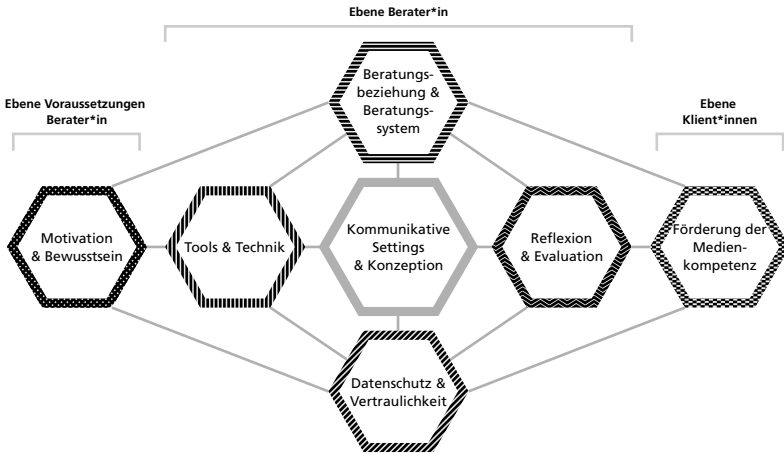 Ebene Berater*in
Ebene Voraussetzungen
Berater*in
Ebene
Klient*innen
Beratungs-
beziehung &
Beratungs-
system
Motivation
& Bewusstsein
Tools & Technik
Kommunikative
Settings
& Konzeption
Reflexion
& Evaluation
Förderung der
Medien-
kompetenz
Datenschutz &
Vertraulichkeit